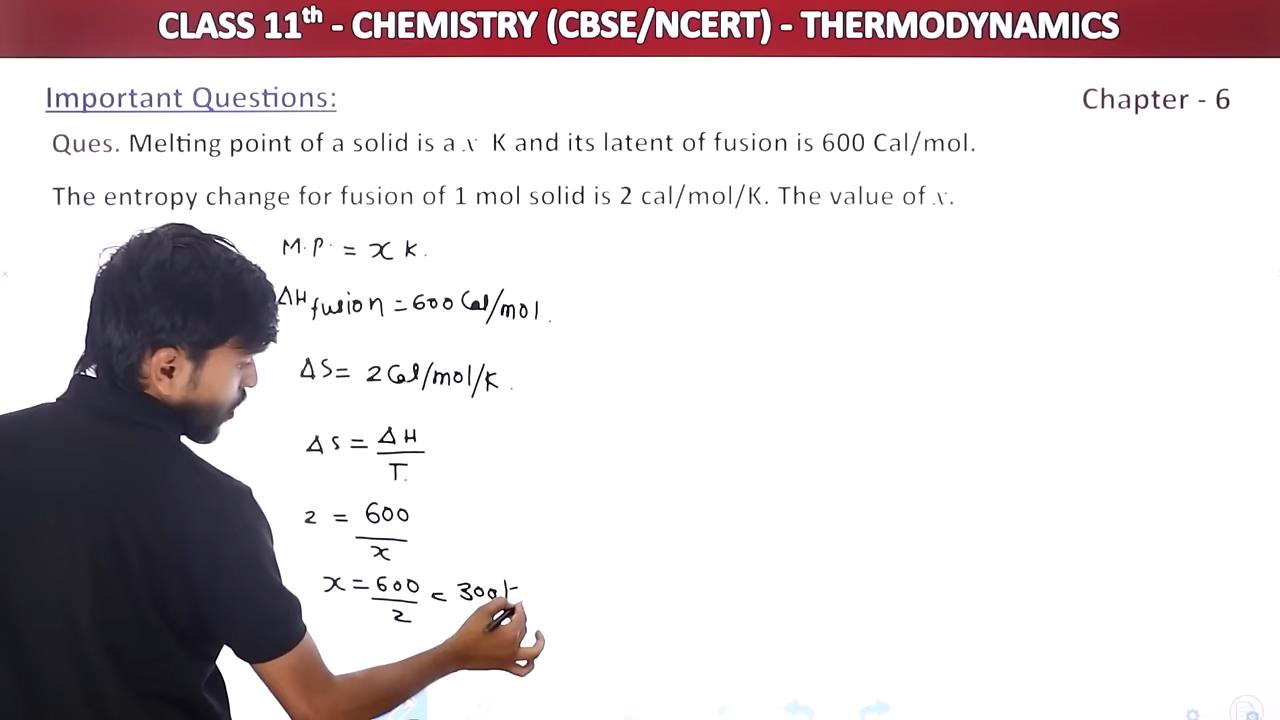 CLASS 11th - CHEMISTRY (CBSE/NCERT) - THERMODYNAMICS
Important Questions:
Chapter - 6
Ques. Melting point of a solid is a x K and its latent of fusion is 600 Cal/mol.
The entropy change for fusion of 1 mol solid is 2 cal/mol/K. The value of x.
M.P. = x K.
ΔH fusion = 600 Cal/mol.
ΔS = 2 Cal/mol/K.
ΔS = ΔH
T.
2 = 600
x
x = 600 = 300
2